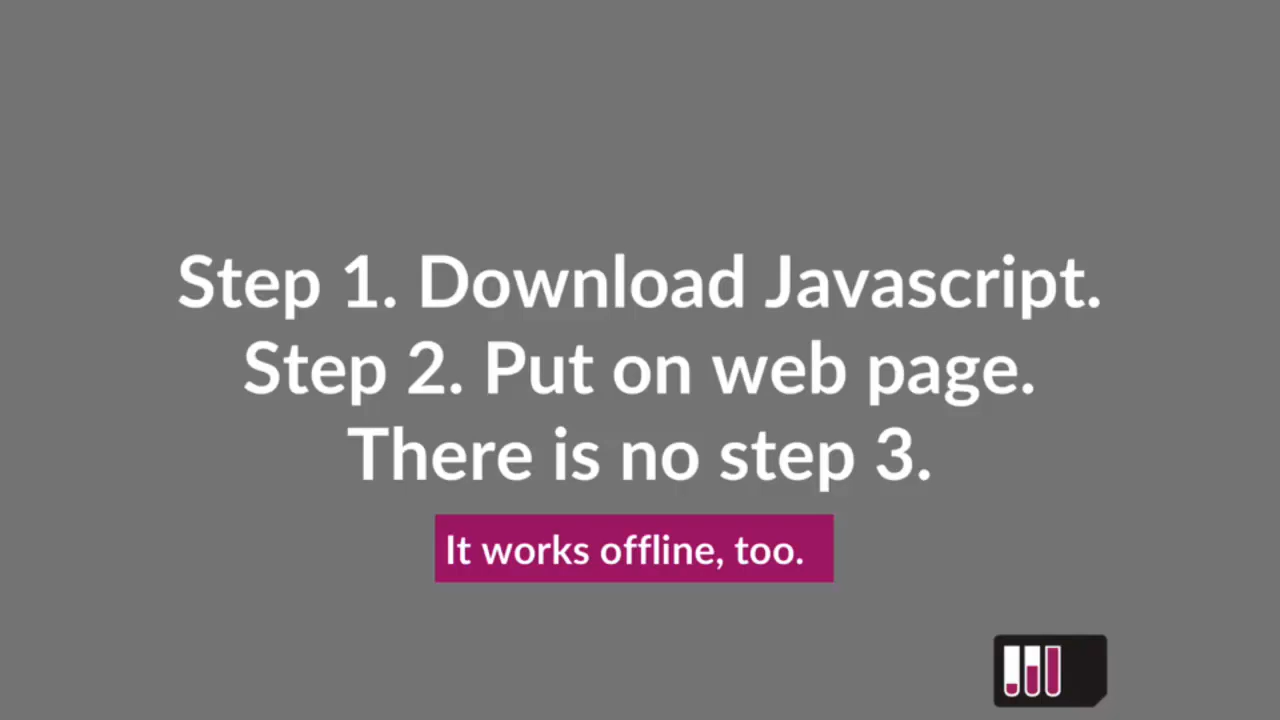 Step 1. Download Javascript.
Step 2. Put on web page.
There is no step 3.
It works offline, too.